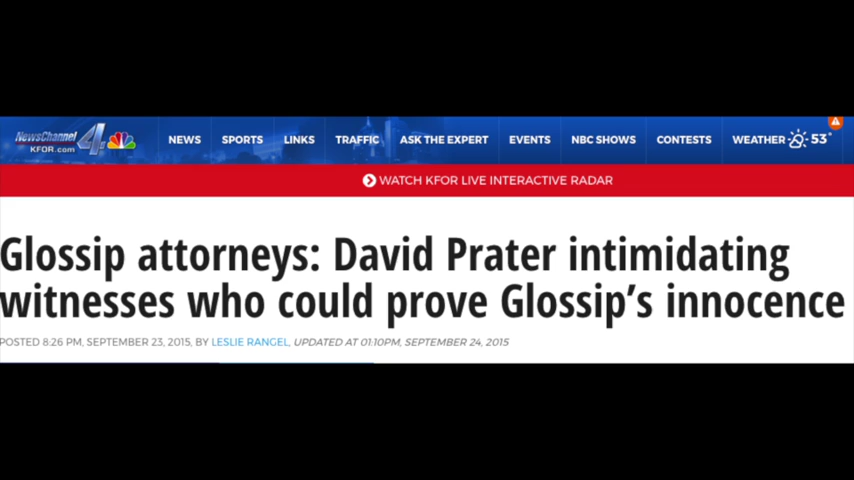 NewsChannel 4
KFOR.com
NEWS SPORTS LINKS TRAFFIC ASK THE EXPERT EVENTS NBC SHOWS CONTESTS WEATHER 53°
WATCH KFOR LIVE INTERACTIVE RADAR
Glossip attorneys: David Prater intimidating
witnesses who could prove Glossip’s innocence
POSTED 8:26 PM, SEPTEMBER 23, 2015, BY LESLIE RANGEL, UPDATED AT 01:10PM, SEPTEMBER 24, 2015